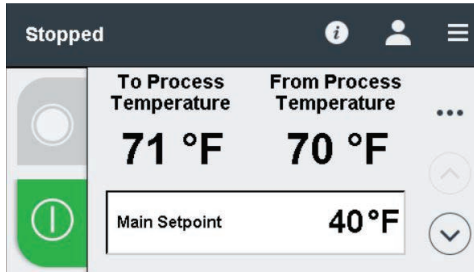 Stopped
To Process From Process
Temperature Temperature
71 °F 70 °F
Main Setpoint 40°F